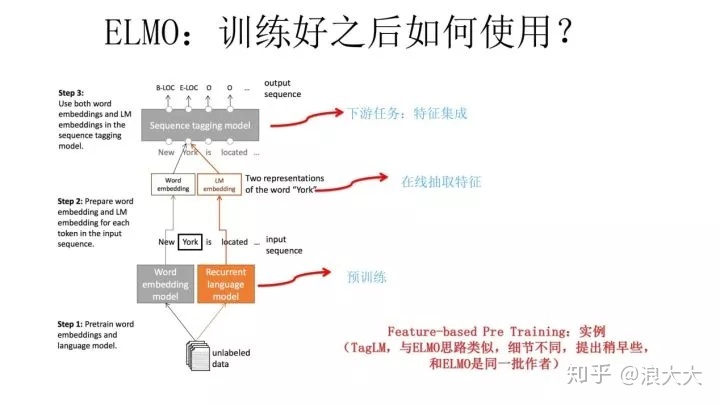 ELMO：训练好之后如何使用？
Step 3:
Use both word
embeddings and LM
embeddings in the
sequence tagging
model.
B-LOC E-LOC O O ...
output
sequence
Sequence tagging model
New York is located ...
下游任务：特征集成
Word
embedding
LM
embedding
Two representations
of the word “York”
在线抽取特征
Step 2: Prepare word
embedding and LM
embedding for each
token in the input
sequence.
New York is located ...
input
sequence
Word
embedding
model
Recurrent
language
model
预训练
Step 1: Pretrain word
embeddings and
language model.
unlabeled
data
Feature-based Pre Training：实例
（TagLM，与ELMO思路类似，细节不同，提出稍早些，
和ELMO是同一批作者）
知乎 @浪大大